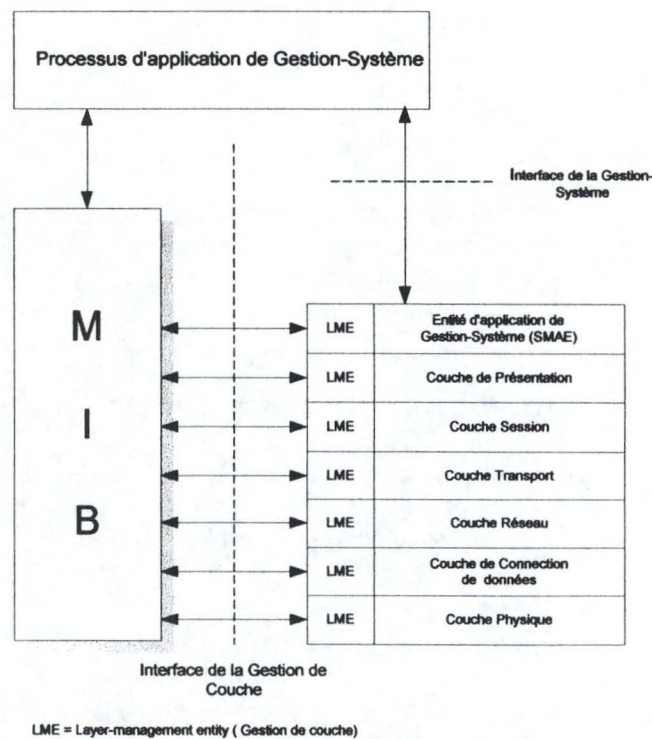 Processus d'application de Gestion-Système
Interface de la Gestion-
Système
M
I
B
LME
Entité d'application de
Gestion-Système (SMAE)
LME
Couche de Présentation
LME
Couche Session
LME
Couche Transport
LME
Couche Réseau
LME
Couche de Connection
de données
LME
Couche Physique
Interface de la Gestion de
Couche
LME = Layer-management entity ( Gestion de couche)